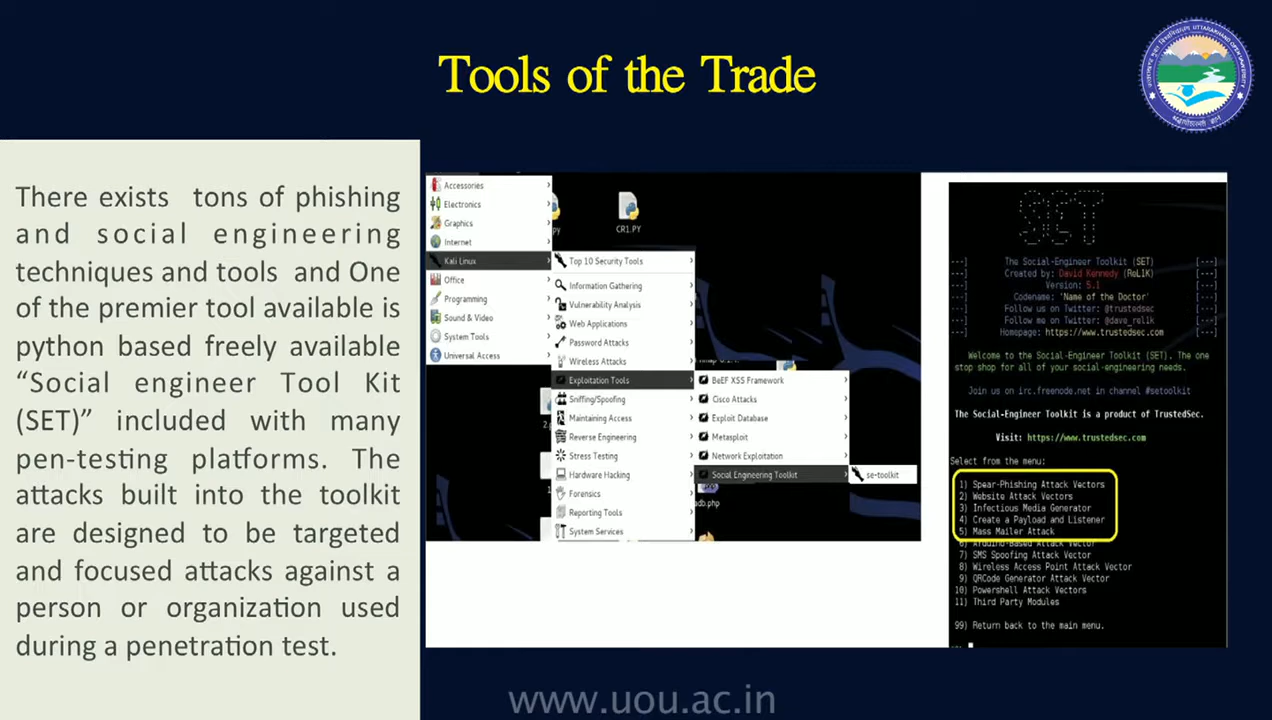 Tools of the Trade
There exists tons of phishing
and social engineering
techniques and tools and One
of the premier tool available is
python based freely available
“Social engineer Tool Kit
(SET)” included with many
pen-testing platforms. The
attacks built into the toolkit
are designed to be targeted
and focused attacks against a
person or organization used
during a penetration test.
Accessories
Electronics
Graphics
Internet
Kali Linux
Office
Programming
Sound & Video
System Tools
Universal Access
CR1.PY
Top 10 Security Tools
Information Gathering
Vulnerability Analysis
Web Applications
Password Attacks
Wireless Attacks
Exploitation Tools
Sniffing/Spoofing
Maintaining Access
Reverse Engineering
Stress Testing
Hardware Hacking
Forensics
Reporting Tools
System Services
BeEF XSS Framework
Cisco Attacks
Exploit Database
Metasploit
Network Exploitation
Social Engineering Toolkit
se-toolkit
adb.php
SET
[---] The Social-Engineer Toolkit (SET) [---]
[---] Created by: David Kennedy (ReL1K) [---]
[---] Version: 5.1 [---]
[---] Codename: 'Name of the Doctor' [---]
[---] Follow us on Twitter: @trustedsec [---]
[---] Follow me on Twitter: @dave_rel1k [---]
[---] Homepage: https://www.trustedsec.com [---]
Welcome to the Social-Engineer Toolkit (SET). The one
stop shop for all of your social-engineering needs.
Join us on irc.freenode.net in channel #setoolkit
The Social-Engineer Toolkit is a product of TrustedSec.
Visit: https://www.trustedsec.com
Select from the menu:
1) Spear-Phishing Attack Vectors
2) Website Attack Vectors
3) Infectious Media Generator
4) Create a Payload and Listener
5) Mass Mailer Attack
6) Arduino-Based Attack Vector
7) SMS Spoofing Attack Vector
8) Wireless Access Point Attack Vector
9) QRCode Generator Attack Vector
10) Powershell Attack Vectors
11) Third Party Modules
99) Return back to the main menu.
www.uou.ac.in